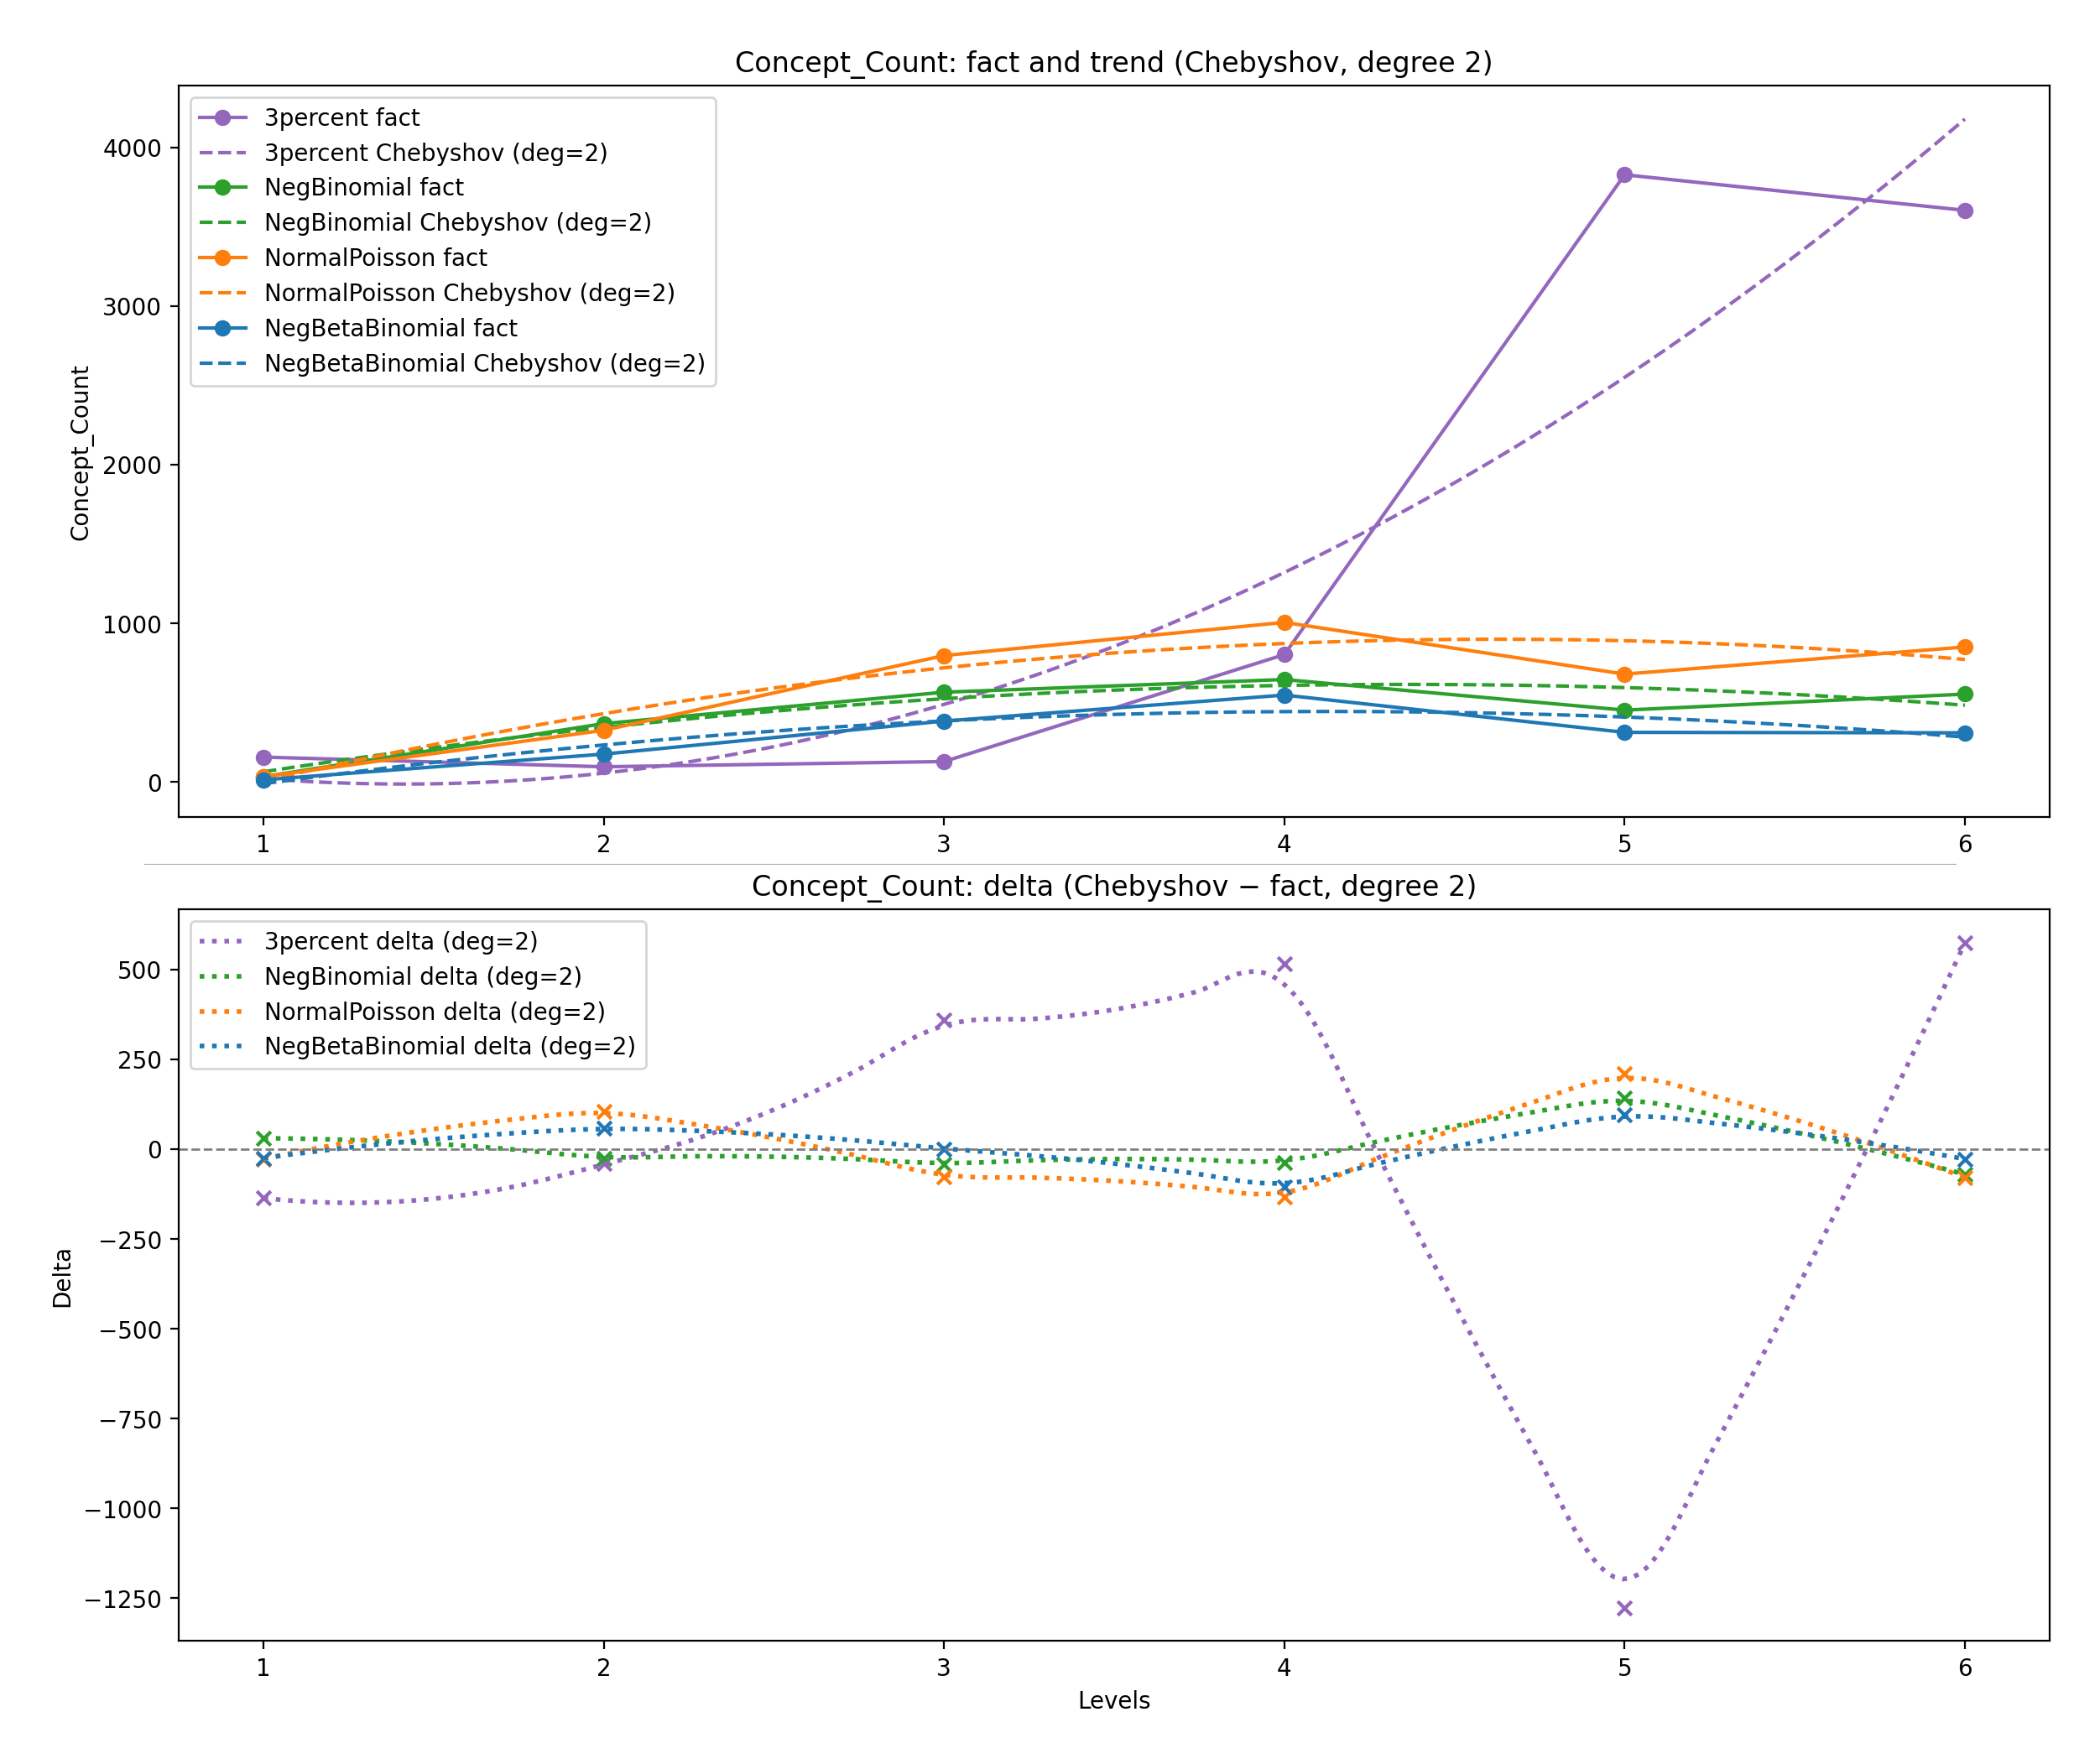 Concept_Count: fact and trend (Chebyshov, degree 2)
3percent fact
3percent Chebyshov (deg=2)
NegBinomial fact
NegBinomial Chebyshov (deg=2)
NormalPoisson fact
NormalPoisson Chebyshov (deg=2)
NegBetaBinomial fact
NegBetaBinomial Chebyshov (deg=2)
Concept_Count
4000
3000
2000
1000
0
1 2 3 4 5 6
Concept_Count: delta (Chebyshov − fact, degree 2)
3percent delta (deg=2)
NegBinomial delta (deg=2)
NormalPoisson delta (deg=2)
NegBetaBinomial delta (deg=2)
Delta
500
250
0
−250
−500
−750
−1000
−1250
1 2 3 4 5 6
Levels